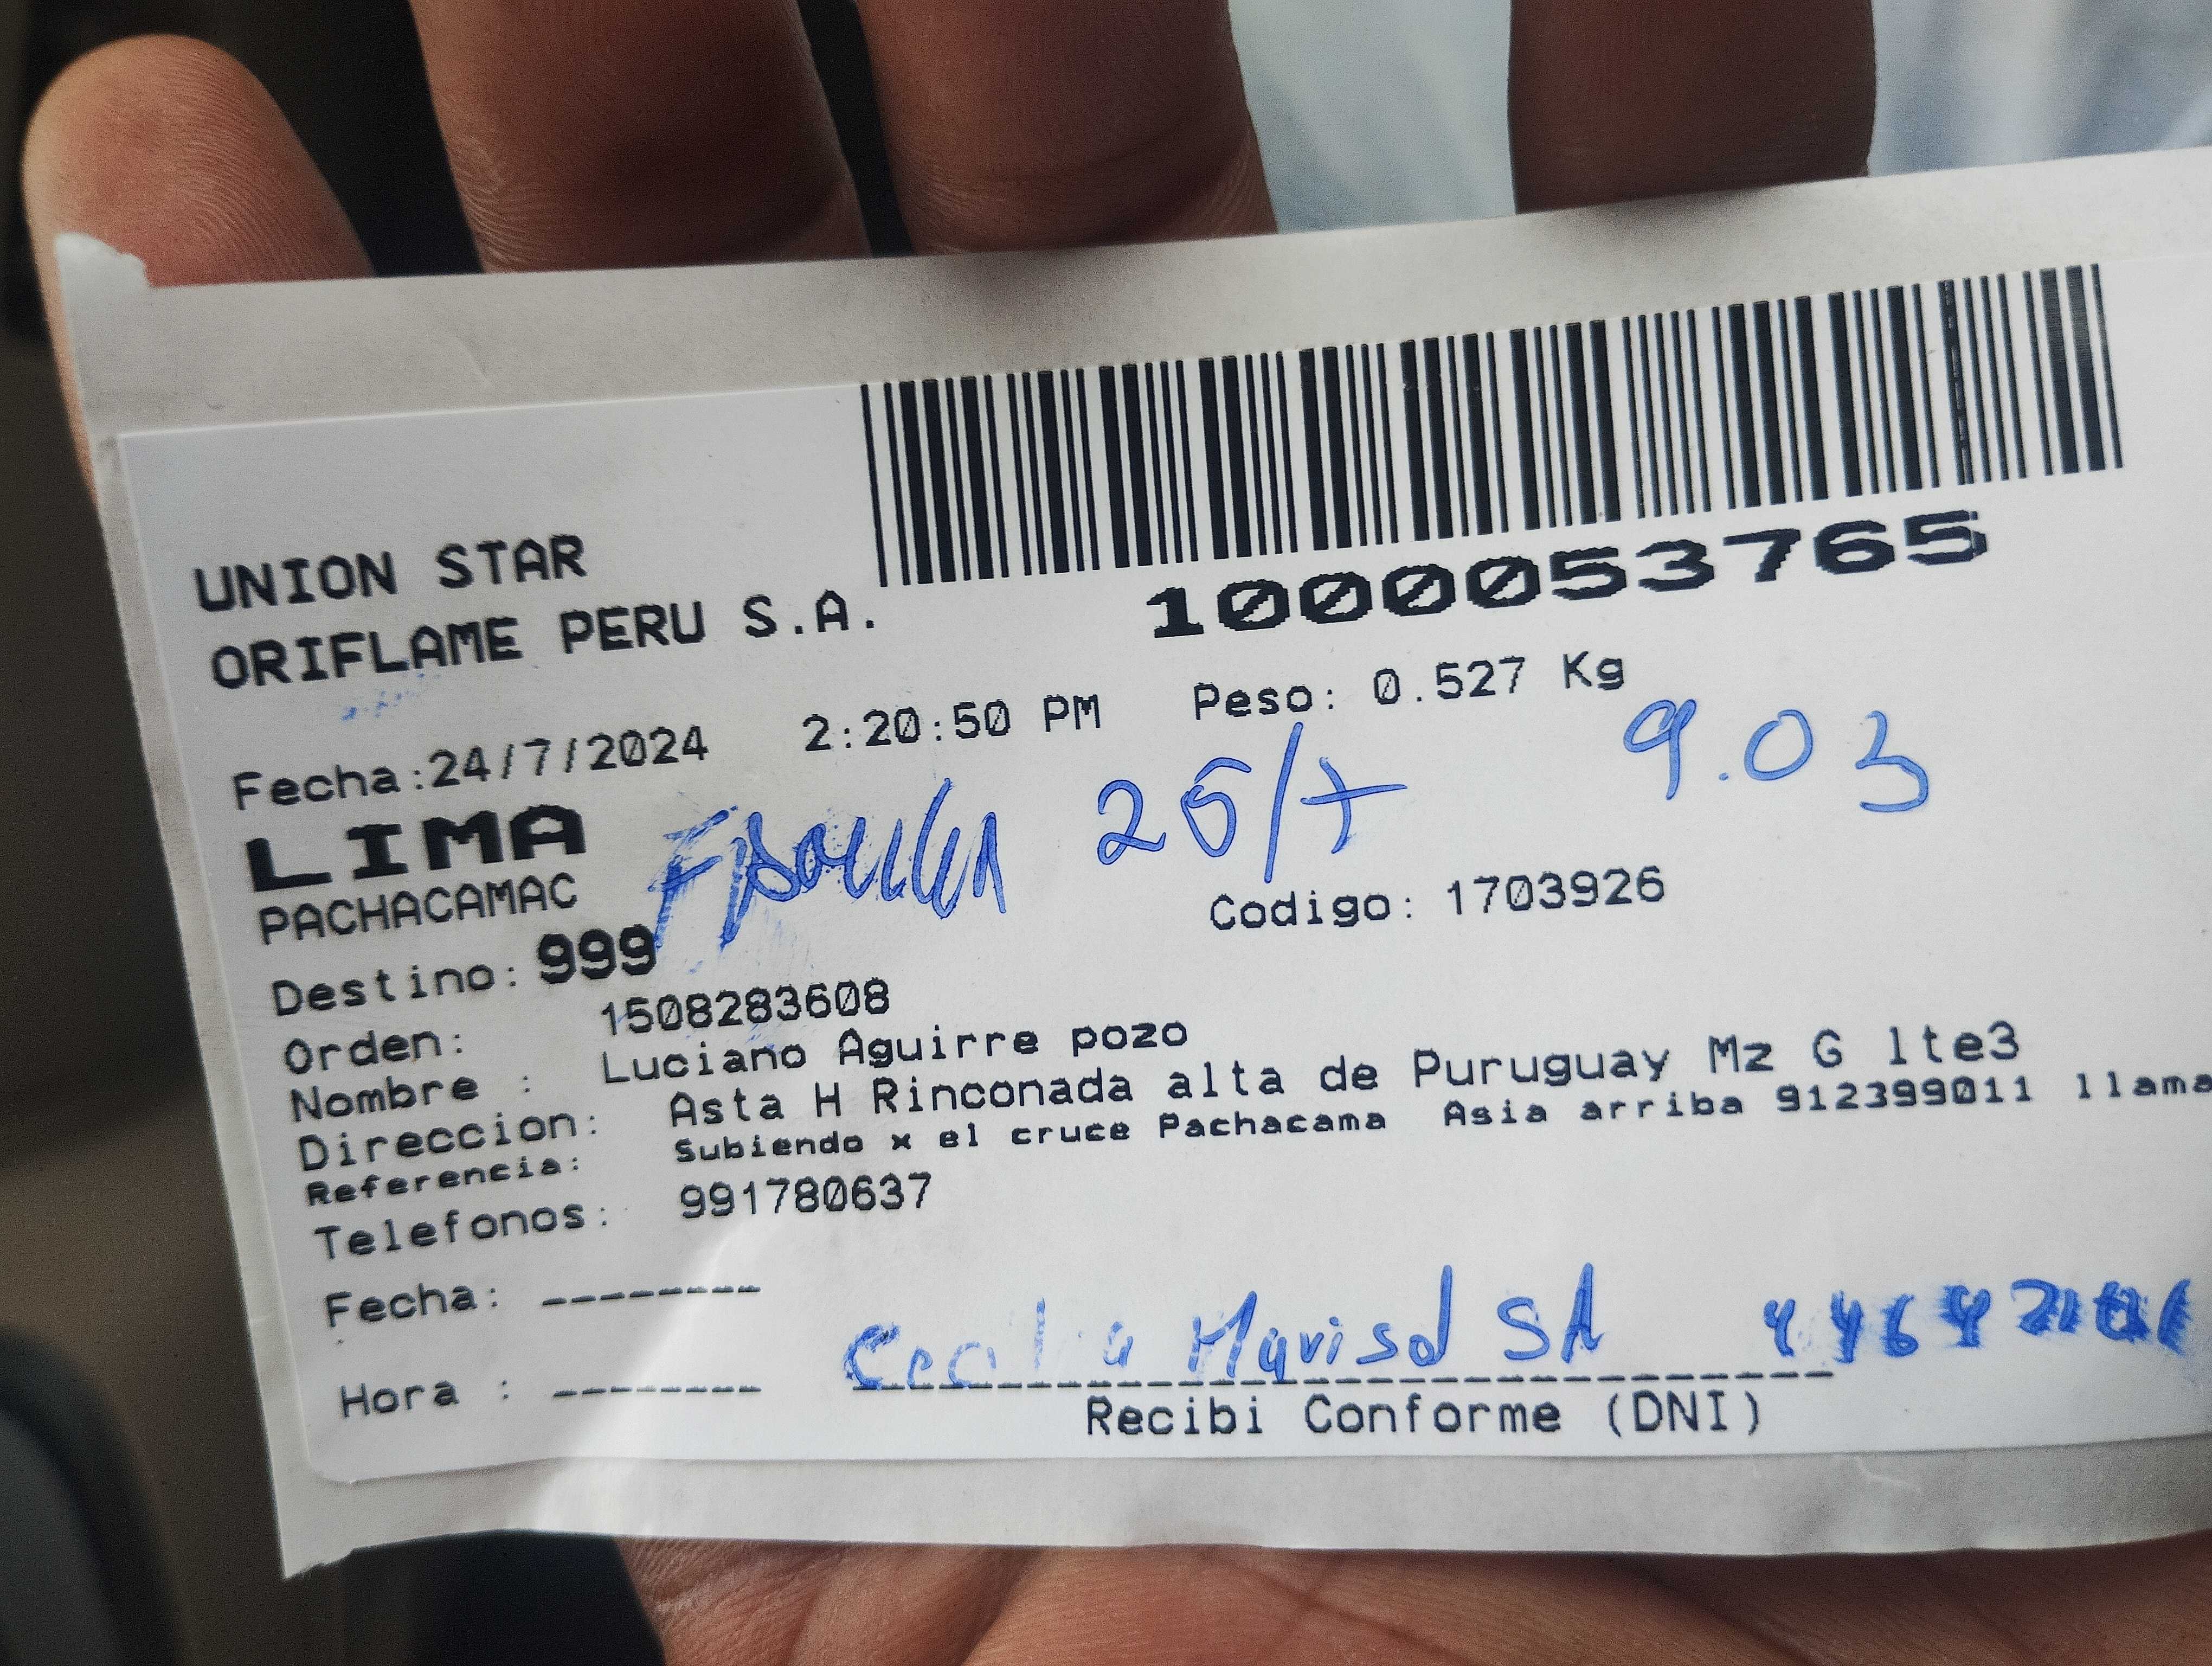 1000053765
UNION STAR
ORIFLAME PERU S.A.
Fecha:24/7/2024 2:20:50 PM Peso: 0.527 Kg
25/7 9.03
LIMA
PACHACAMAC
Destino: 999 Codigo: 1703926
Orden: 1508283608
Nombre : Luciano Aguirre pozo
Direccion: Asta H Rinconada alta de Puruguay Mz G lte3
Referencia: Subiendo x el cruce Pachacama Asia arriba 912399011 llama
Telefonos: 991780637
Fecha: --------
Hora : --------
Cecilia Marisol SA
Recibi Conforme (DNI)